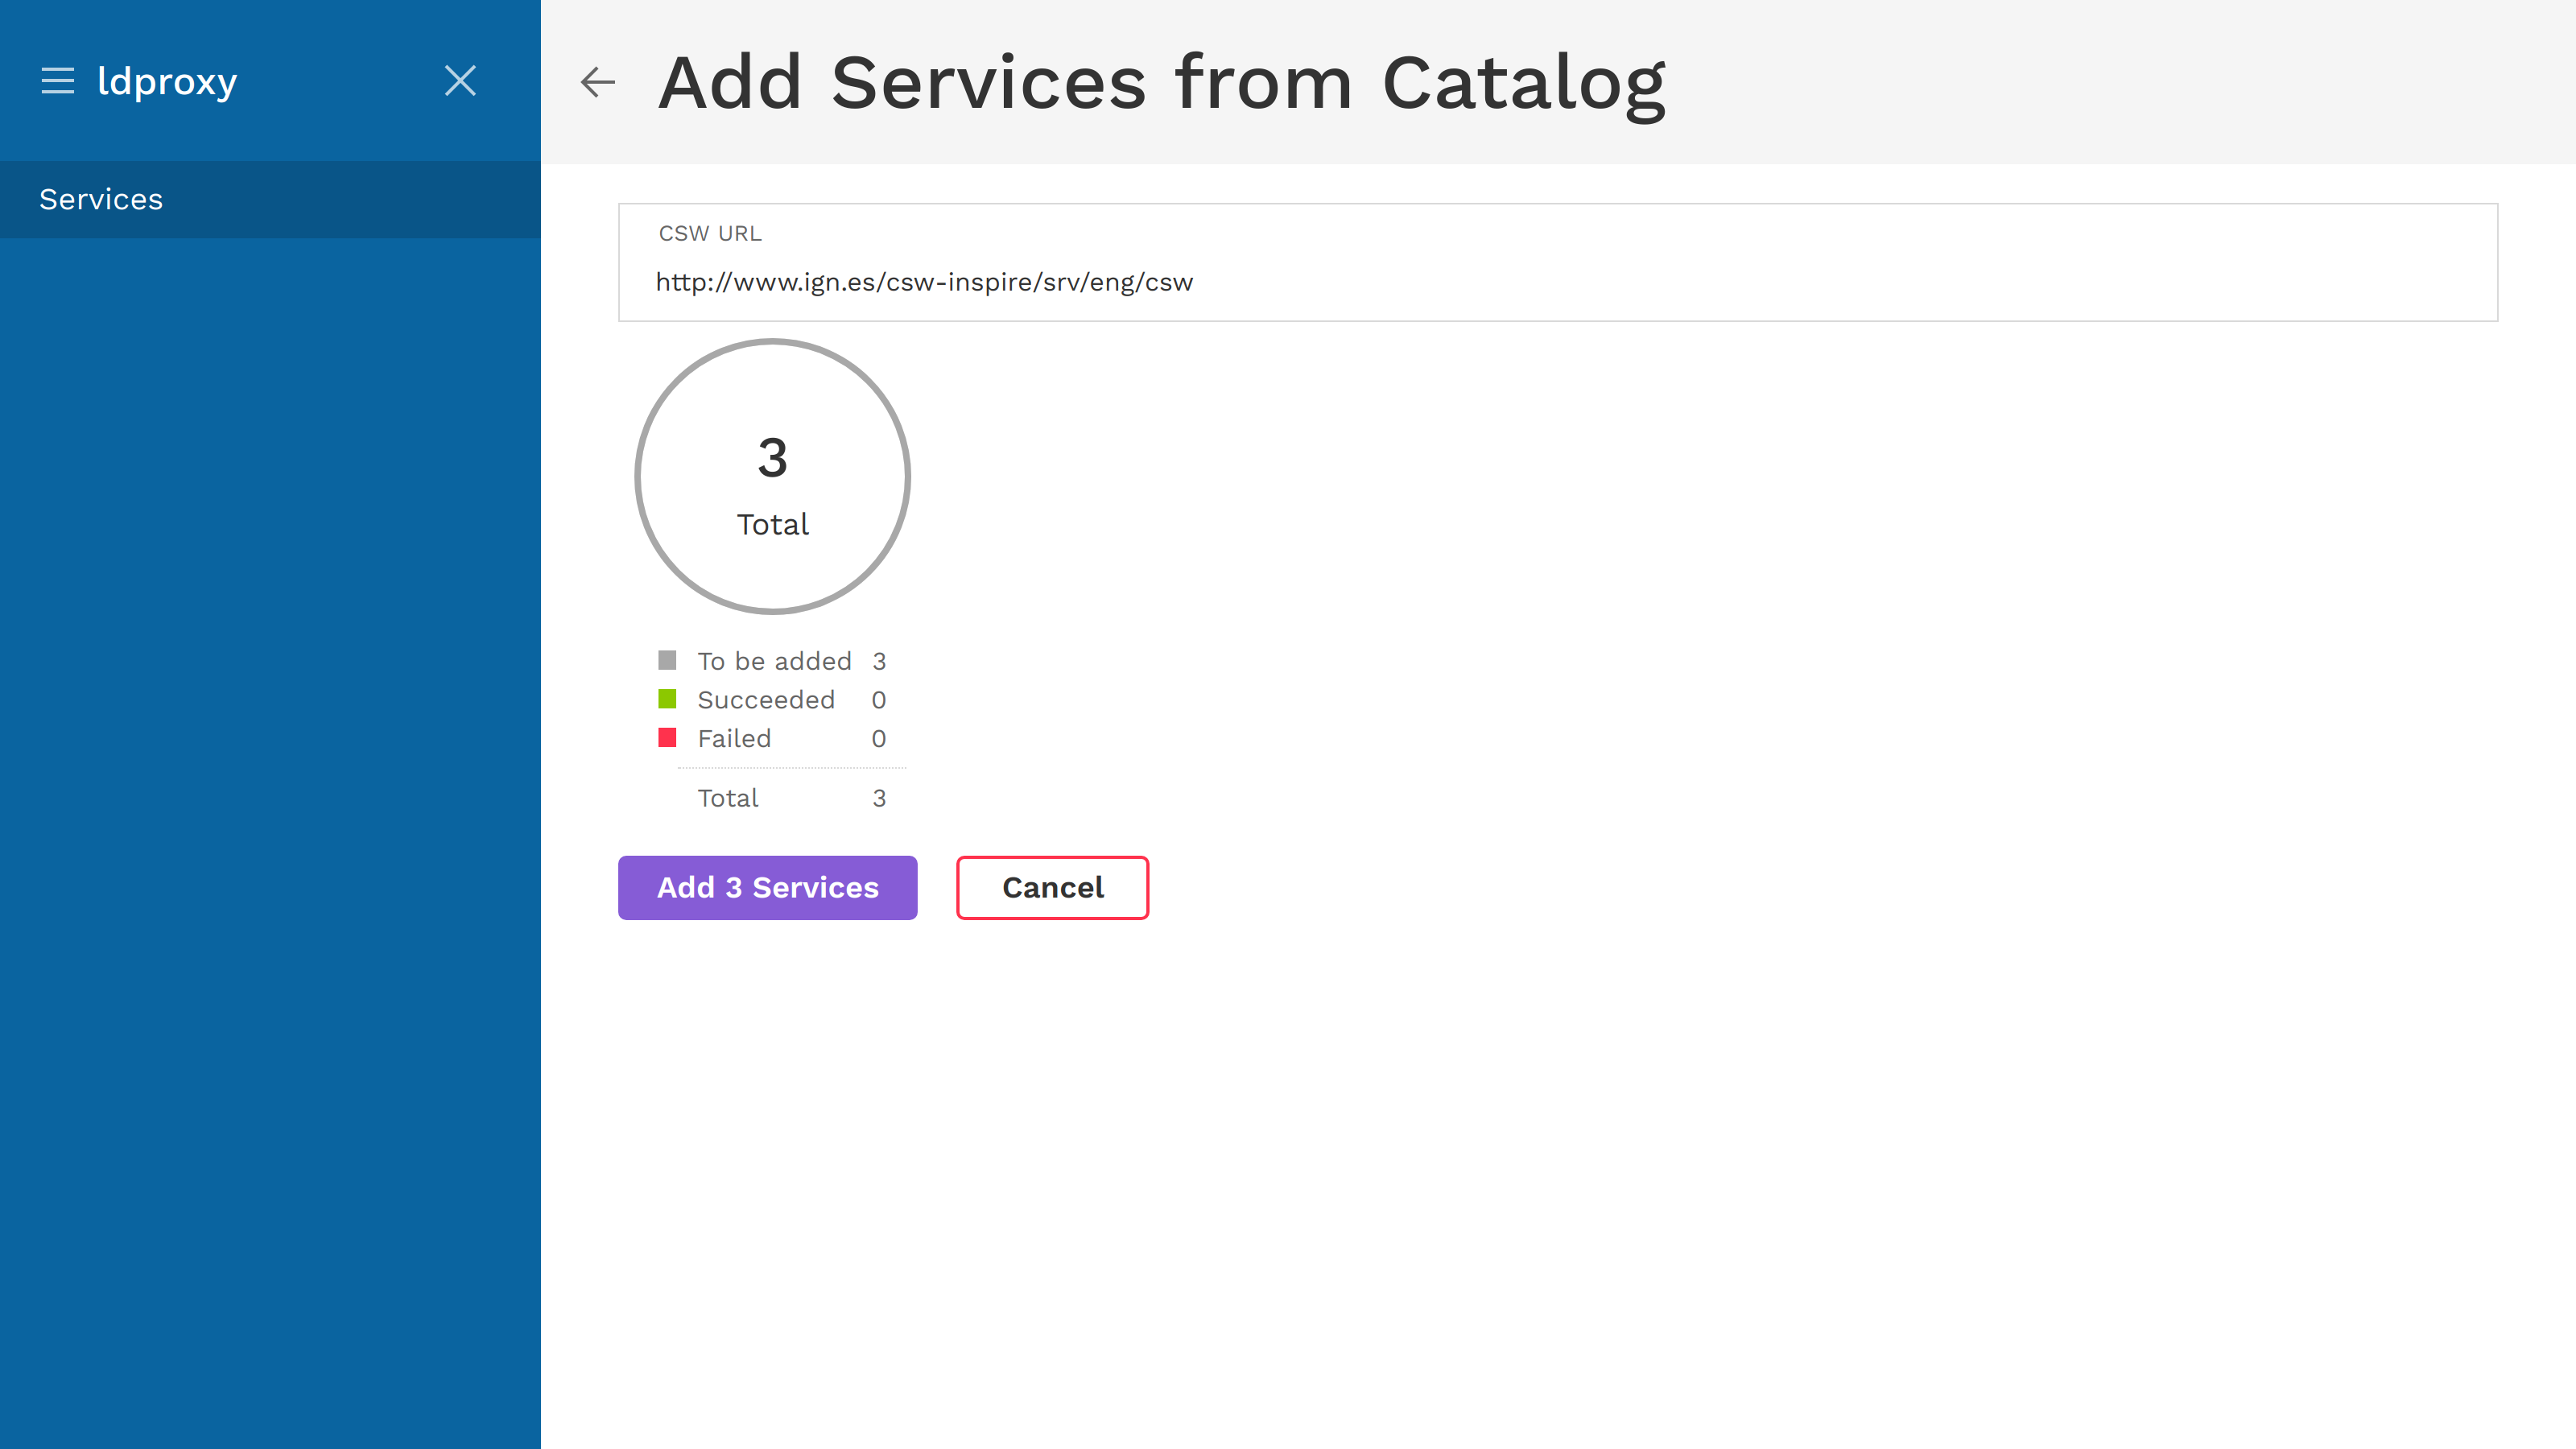 ldproxy
Services
Add Services from Catalog
CSW URL
http://www.ign.es/csw-inspire/srv/eng/csw
3
Total
To be added 3
Succeeded 0
Failed 0
Total 3
Add 3 Services
Cancel